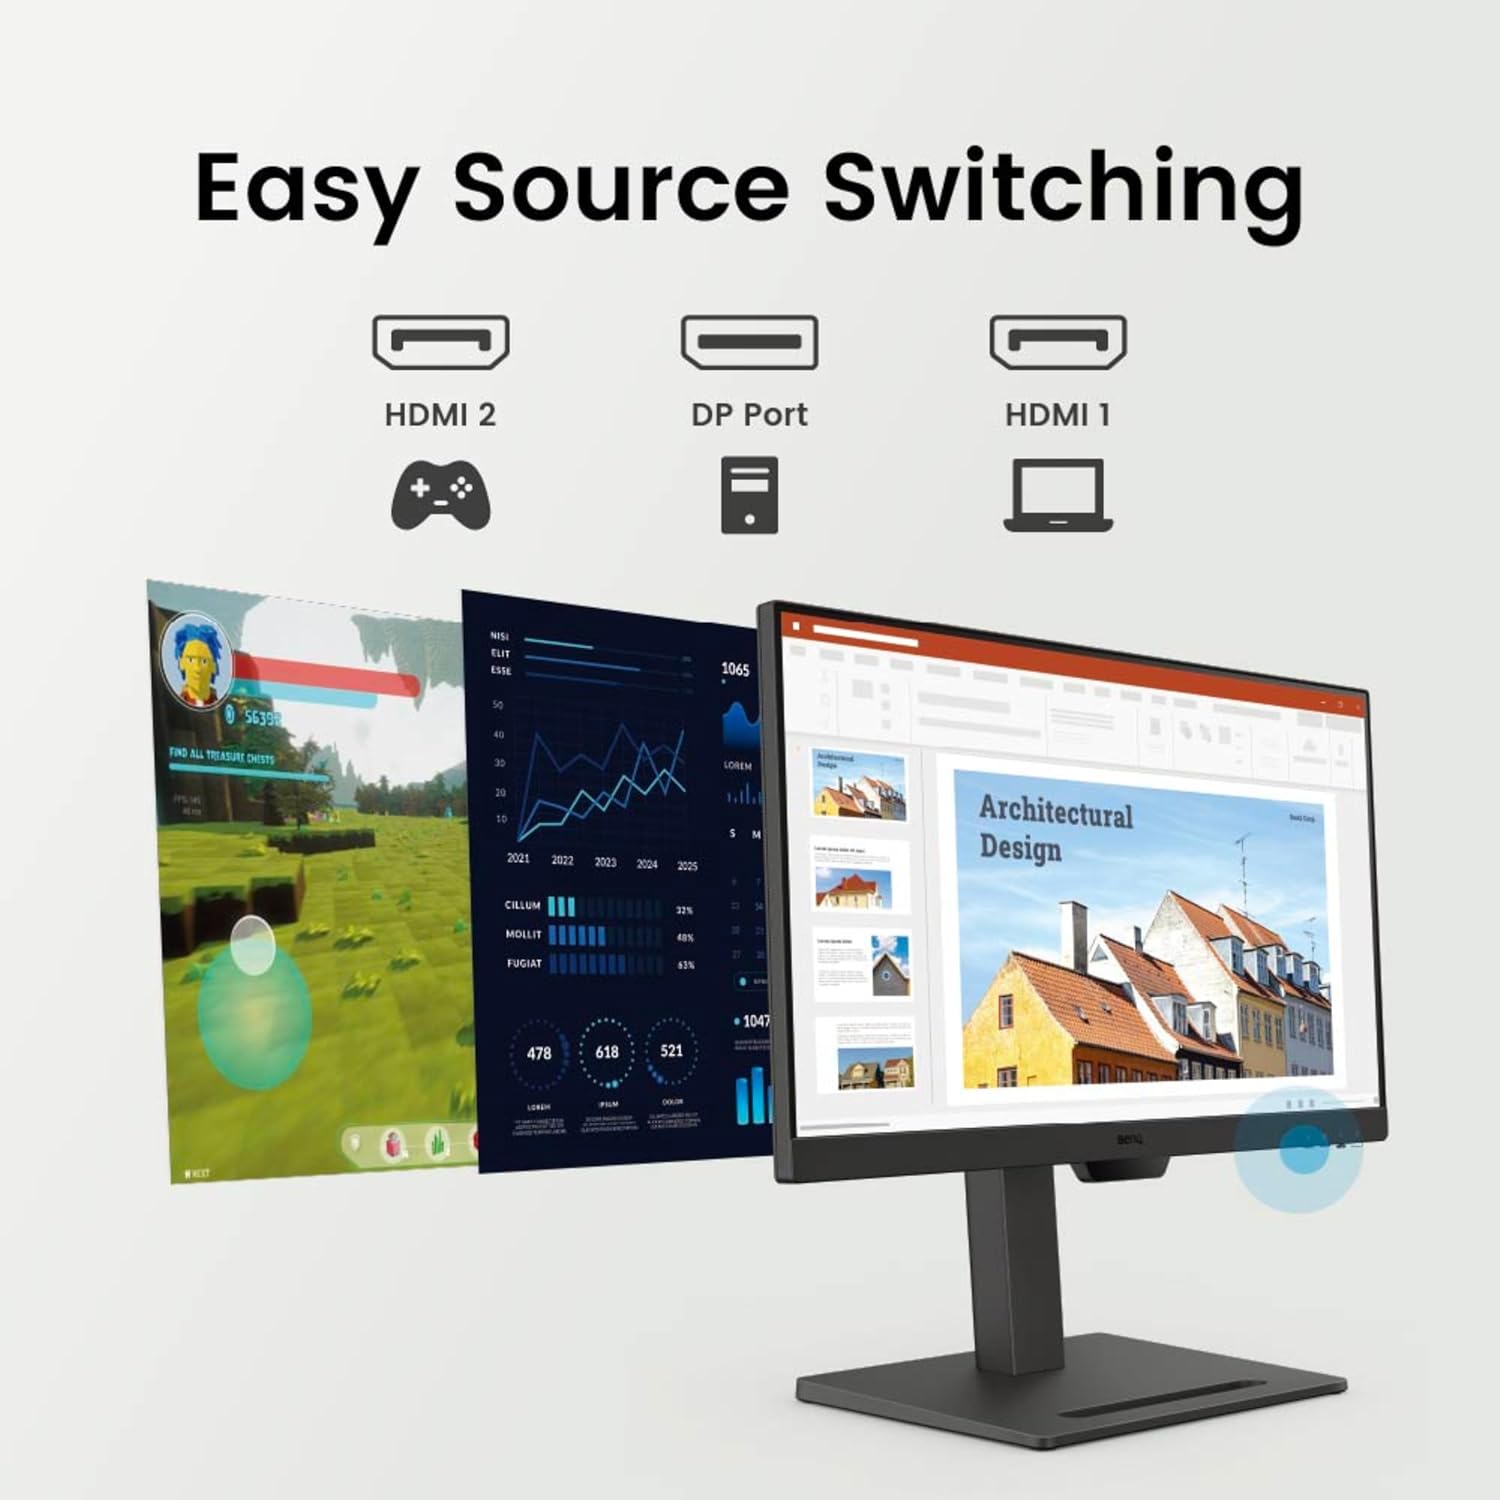 Easy Source Switching
HDMI 2
DP Port
HDMI 1
FIND ALL TREASURE CHESTS
NEXT
NISI
ELIT
ESSE
50
40
30
20
10
2021 2022 2023 2024 2025
CILLUM 32%
MOLLIT 48%
FUGIAT 63%
478 618 521
LOREM IPSUM DOLOR
1065
LOREM
S M
1047
Architectural
Design
Architectural
Design
BenQ